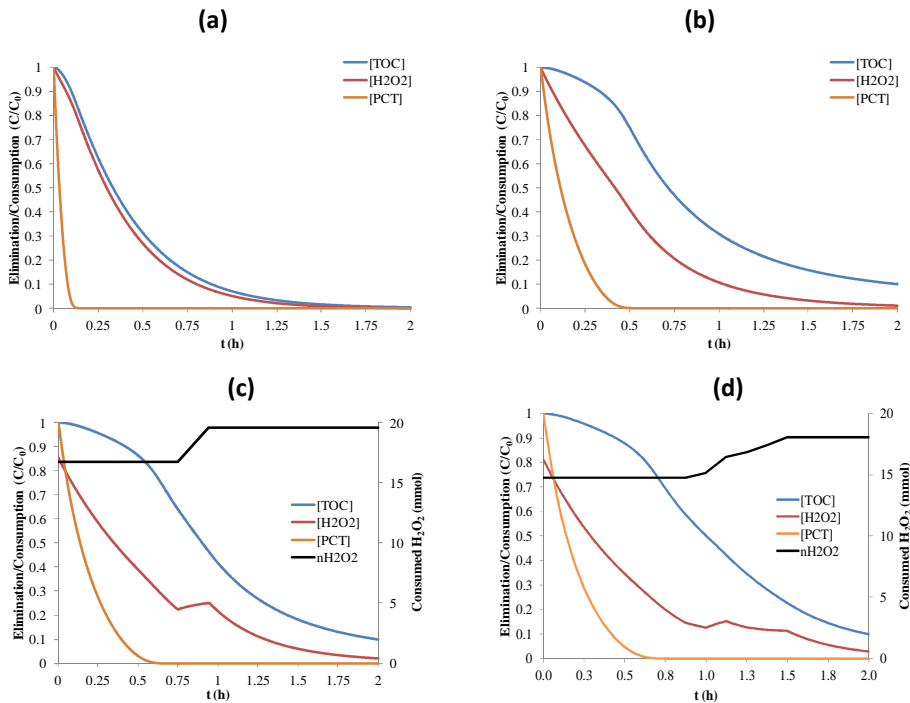 (a)
[TOC]
[H2O2]
[PCT]
Elimination/Consumption (C/C₀)
1
0.9
0.8
0.7
0.6
0.5
0.4
0.3
0.2
0.1
0
0 0.25 0.5 0.75 1 1.25 1.5 1.75 2
t (h)
(b)
[TOC]
[H2O2]
[PCT]
Elimination/Consumption (C/C₀)
1
0.9
0.8
0.7
0.6
0.5
0.4
0.3
0.2
0.1
0
0 0.25 0.5 0.75 1 1.25 1.5 1.75 2
t (h)
(c)
[TOC]
[H2O2]
[PCT]
nH2O2
Elimination/Consumption (C/C₀)
1
0.9
0.8
0.7
0.6
0.5
0.4
0.3
0.2
0.1
0
0 0.25 0.5 0.75 1 1.25 1.5 1.75 2
t (h)
20
15
10
5
0
Consumed H₂O₂ (mmol)
(d)
[TOC]
[H2O2]
[PCT]
nH2O2
Elimination/Consumption (C/C₀)
1
0.9
0.8
0.7
0.6
0.5
0.4
0.3
0.2
0.1
0
0.0 0.3 0.5 0.8 1.0 1.3 1.5 1.8 2.0
t (h)
20
15
10
5
0
Consumed H₂O₂ (mmol)